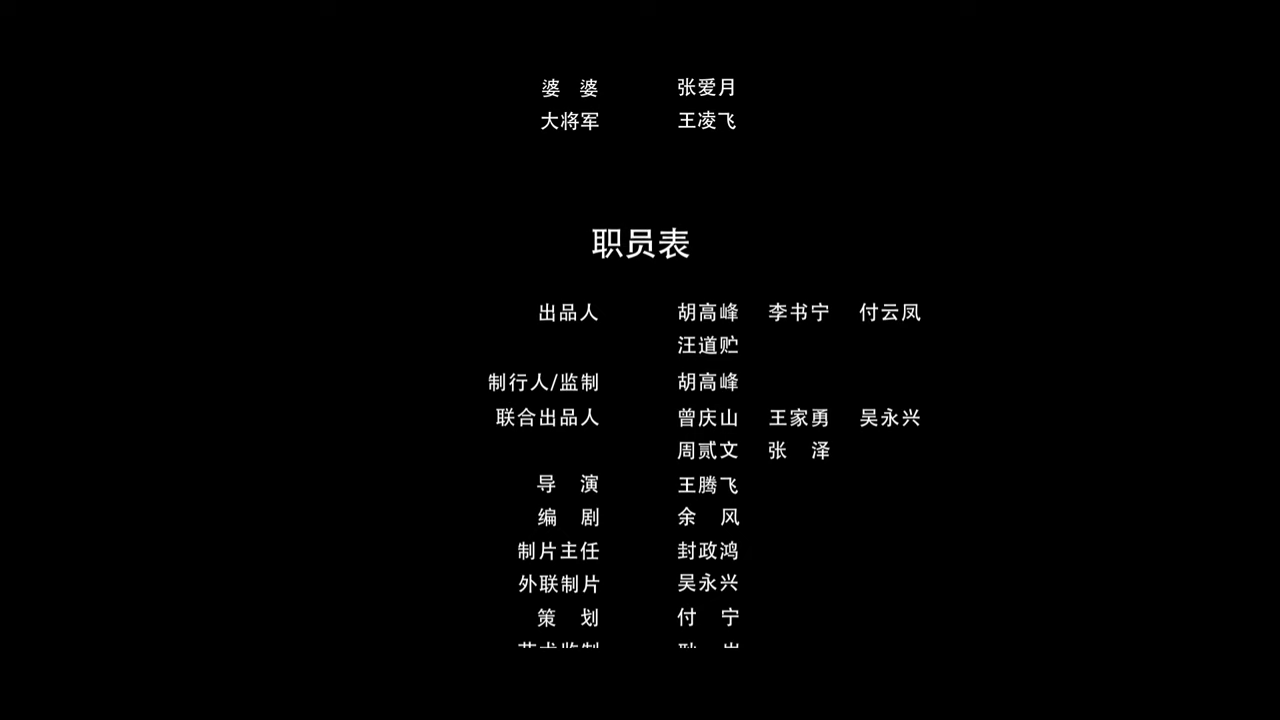 婆 婆 张爱月
大将军 王凌飞
职员表
出品人 胡高峰 李书宁 付云凤
汪道贮
制行人/监制 胡高峰
联合出品人 曾庆山 王家勇 吴永兴
周贰文 张 泽
导 演 王腾飞
编 剧 余 风
制片主任 封政鸿
外联制片 吴永兴
策 划 付 宁